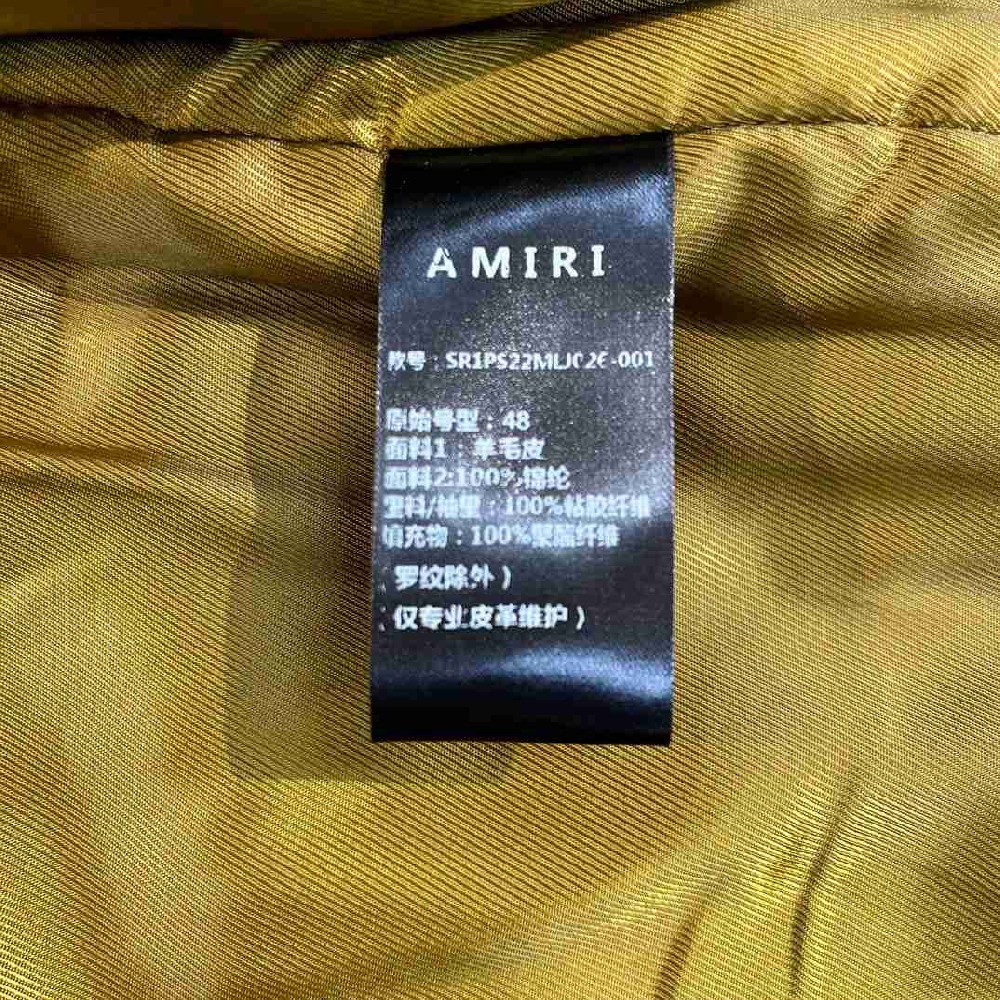 AMIRI
款号：SR1PS22MLJ026-001
原始号型：48
面料1：羊毛皮
面料2:100%锦纶
里料/袖里：100%粘胶纤维
填充物：100%聚酯纤维
罗纹除外）
仅专业皮革维护）